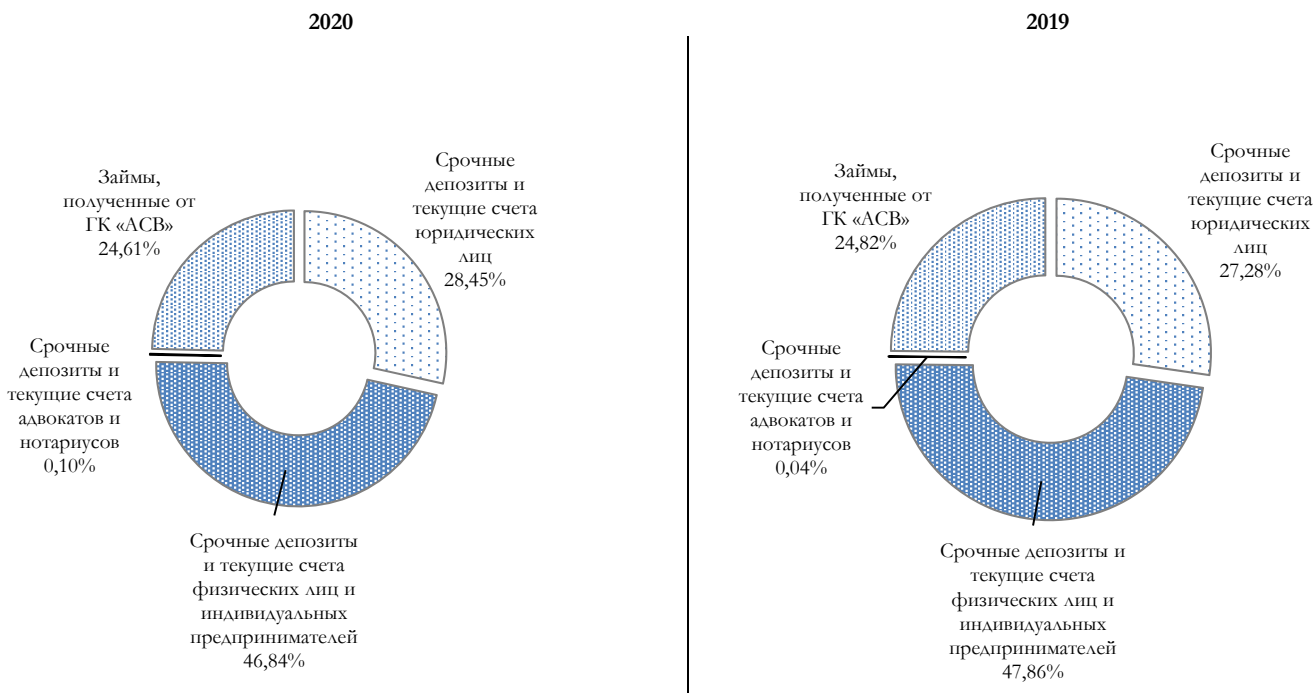 2020
Займы,
полученные от
ГК «АСВ»
24,61%
Срочные
депозиты и
текущие счета
юридических
лиц
28,45%
Срочные
депозиты и
текущие счета
адвокатов и
нотариусов
0,10%
Срочные депозиты
и текущие счета
физических лиц и
индивидуальных
предпринимателей
46,84%
2019
Займы,
полученные от
ГК «АСВ»
24,82%
Срочные
депозиты и
текущие счета
юридических
лиц
27,28%
Срочные
депозиты и
текущие счета
адвокатов и
нотариусов
0,04%
Срочные депозиты и
текущие счета
физических лиц и
индивидуальных
предпринимателей
47,86%